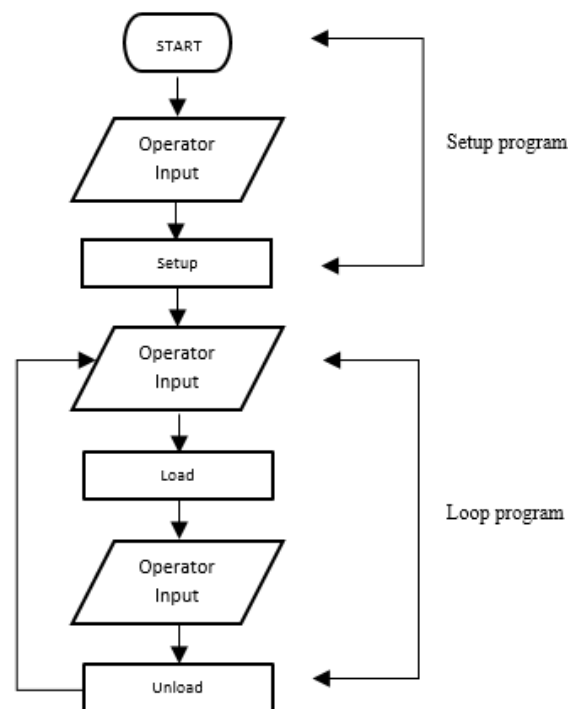 START
Operator
Input
Setup program
Setup
Operator
Input
Load
Loop program
Operator
Input
Unload